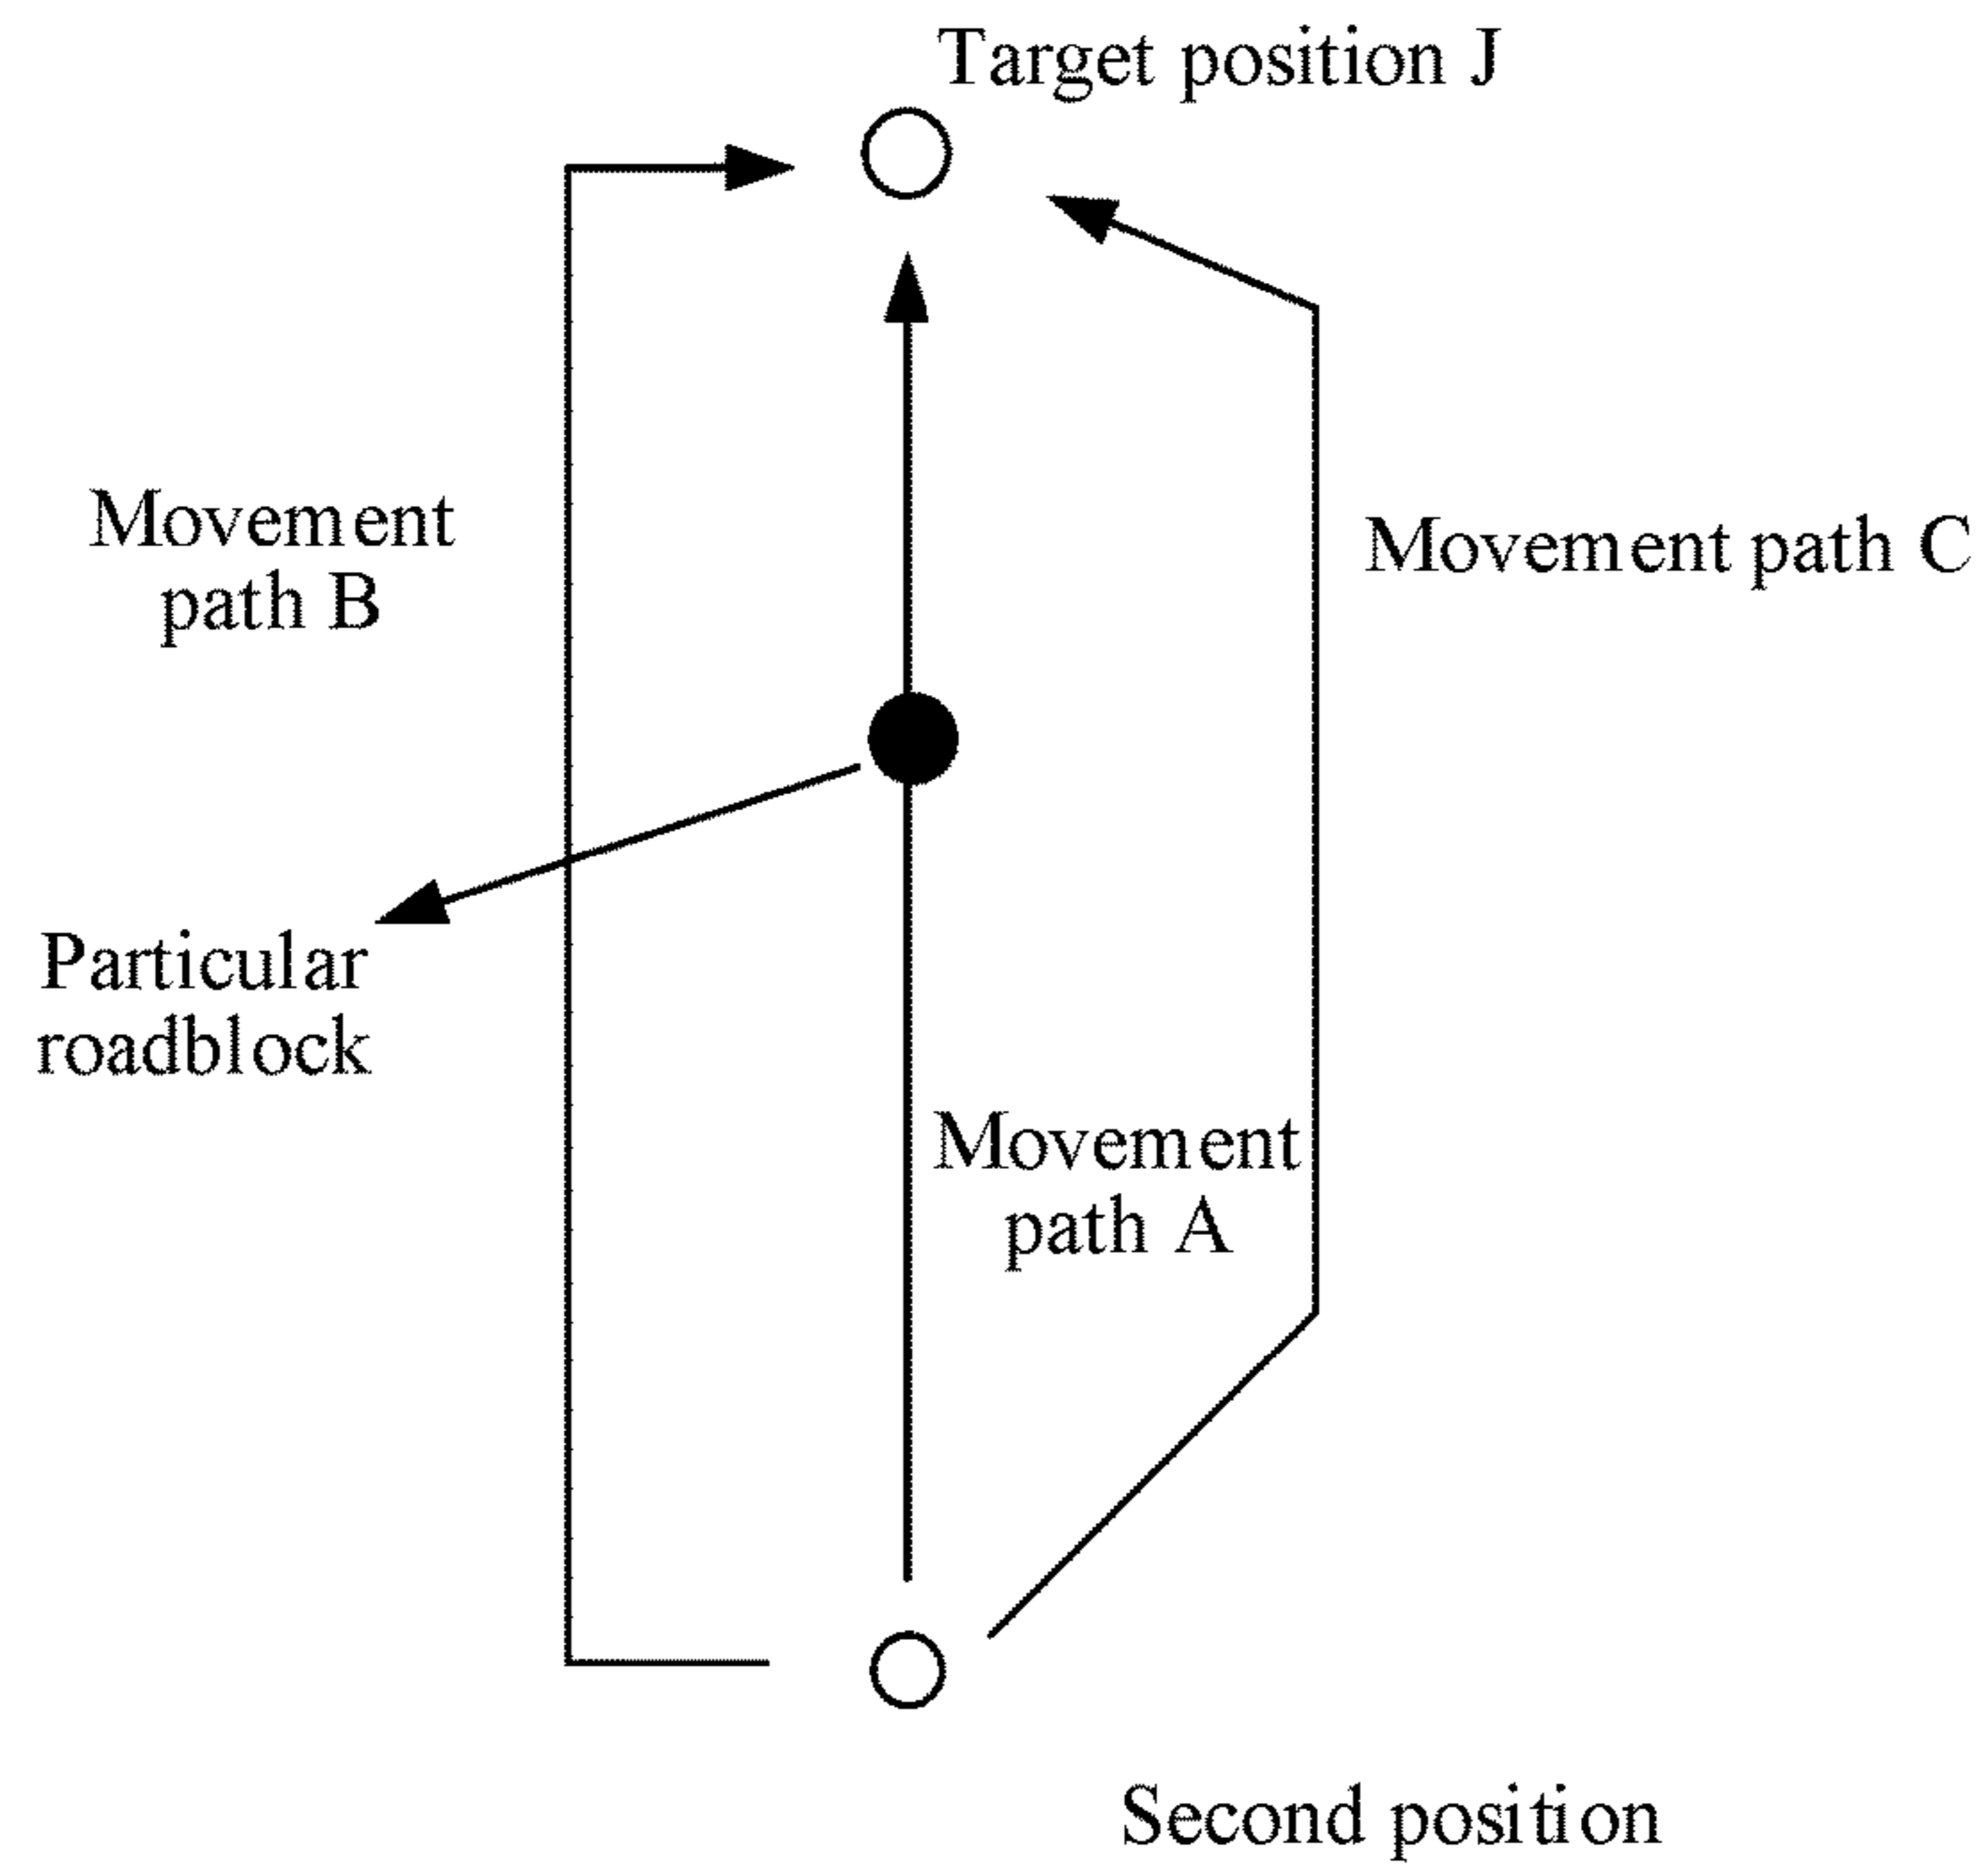 Target position J
Movement
path B
Movement path C
Particular
roadblock
Movement
path A
Second position